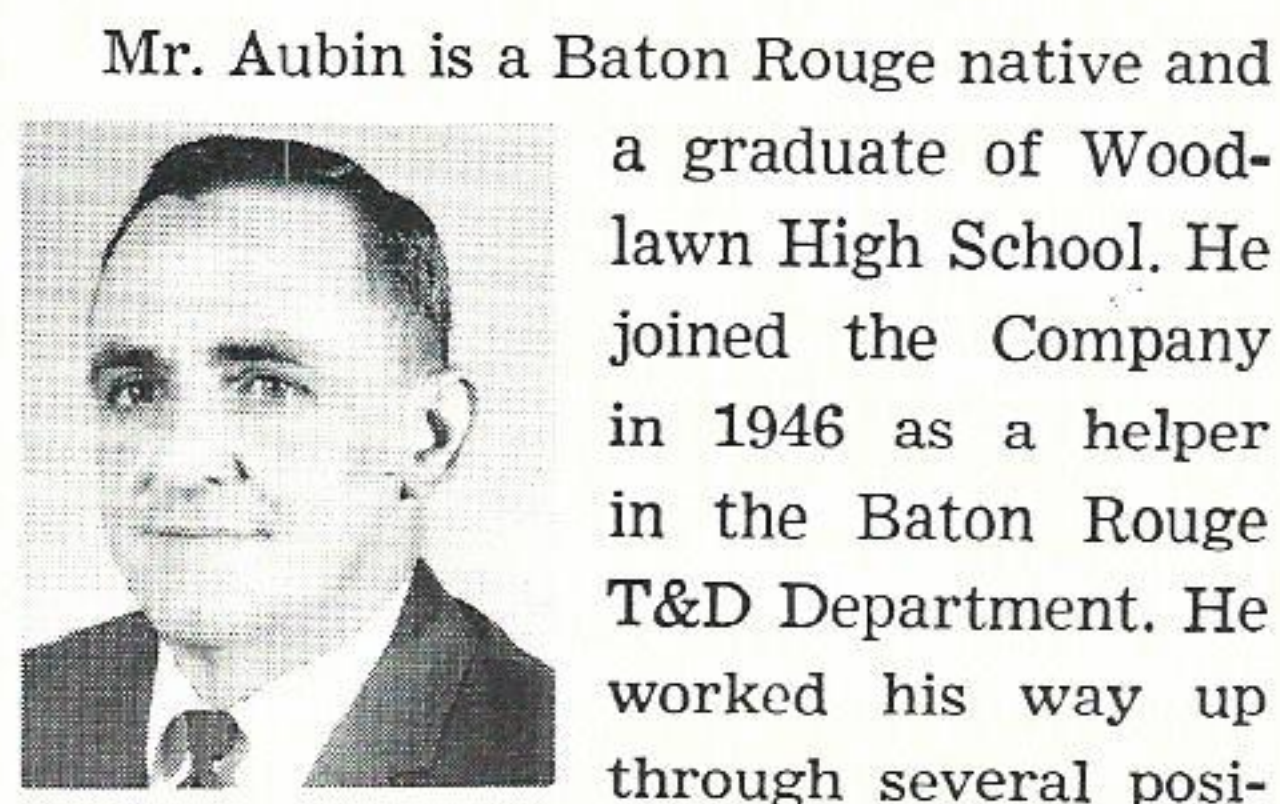 Mr. Aubin is a Baton Rouge native and
a graduate of Wood-
lawn High School. He
joined the Company
in 1946 as a helper
in the Baton Rouge
T&D Department. He
worked his way up
through several posi-